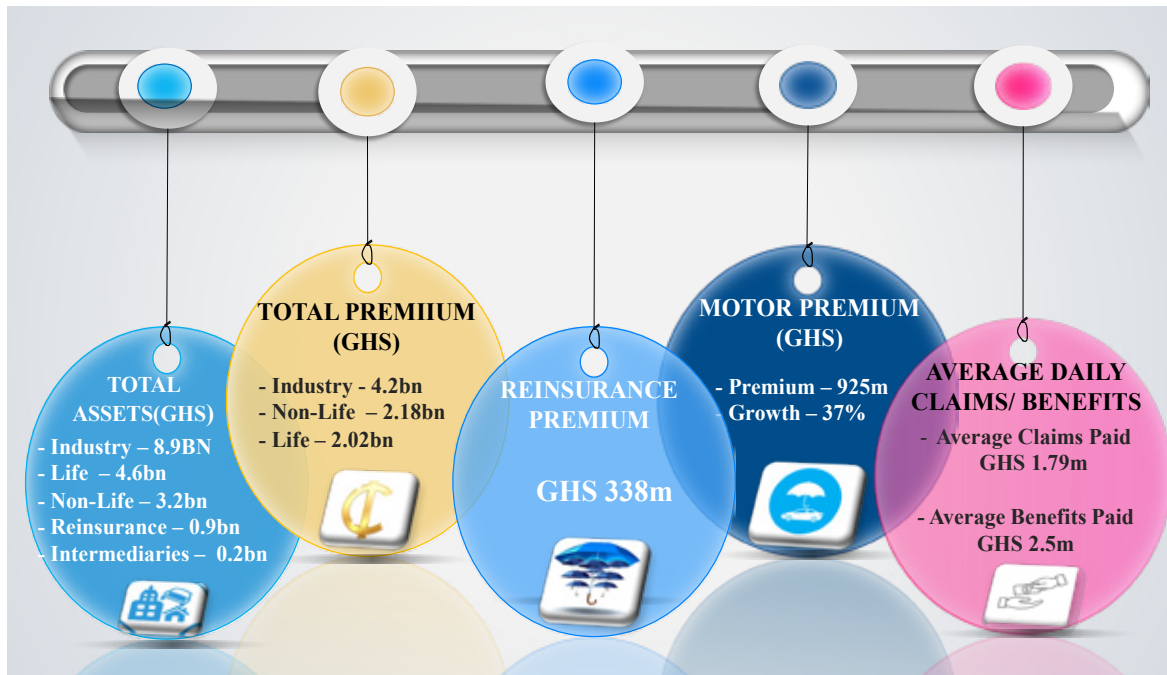 TOTAL
ASSETS(GHS)
- Industry – 8.9BN
- Life – 4.6bn
- Non-Life – 3.2bn
- Reinsurance – 0.9bn
- Intermediaries – 0.2bn
TOTAL PREMIIUM
(GHS)
- Industry - 4.2bn
- Non-Life – 2.18bn
- Life – 2.02bn
REINSURANCE
PREMIUM
GHS 338m
MOTOR PREMIUM
(GHS)
- Premium – 925m
- Growth – 37%
AVERAGE DAILY
CLAIMS/ BENEFITS
- Average Claims Paid
GHS 1.79m
- Average Benefits Paid
GHS 2.5m